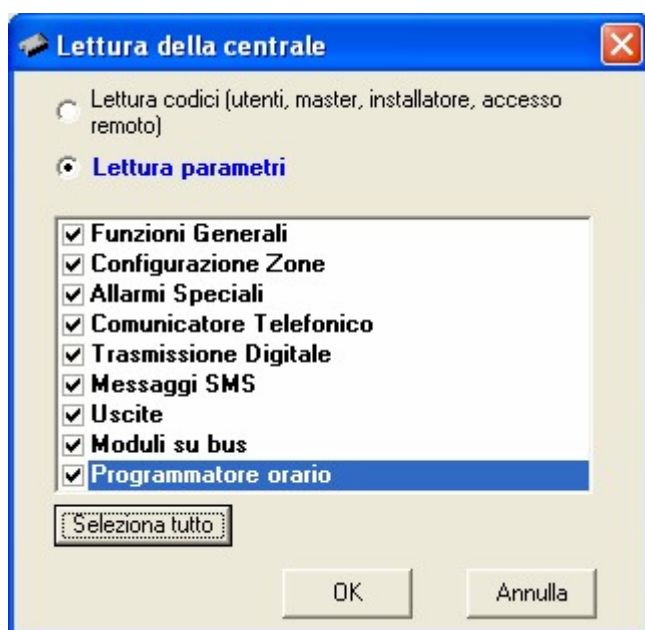 Lettura della centrale
Lettura codici (utenti, master, installatore, accesso
remoto)
Lettura parametri
Funzioni Generali
Configurazione Zone
Allarmi Speciali
Comunicatore Telefonico
Trasmissione Digitale
Messaggi SMS
Uscite
Moduli su bus
Programmatore orario
Seleziona tutto
OK
Annulla